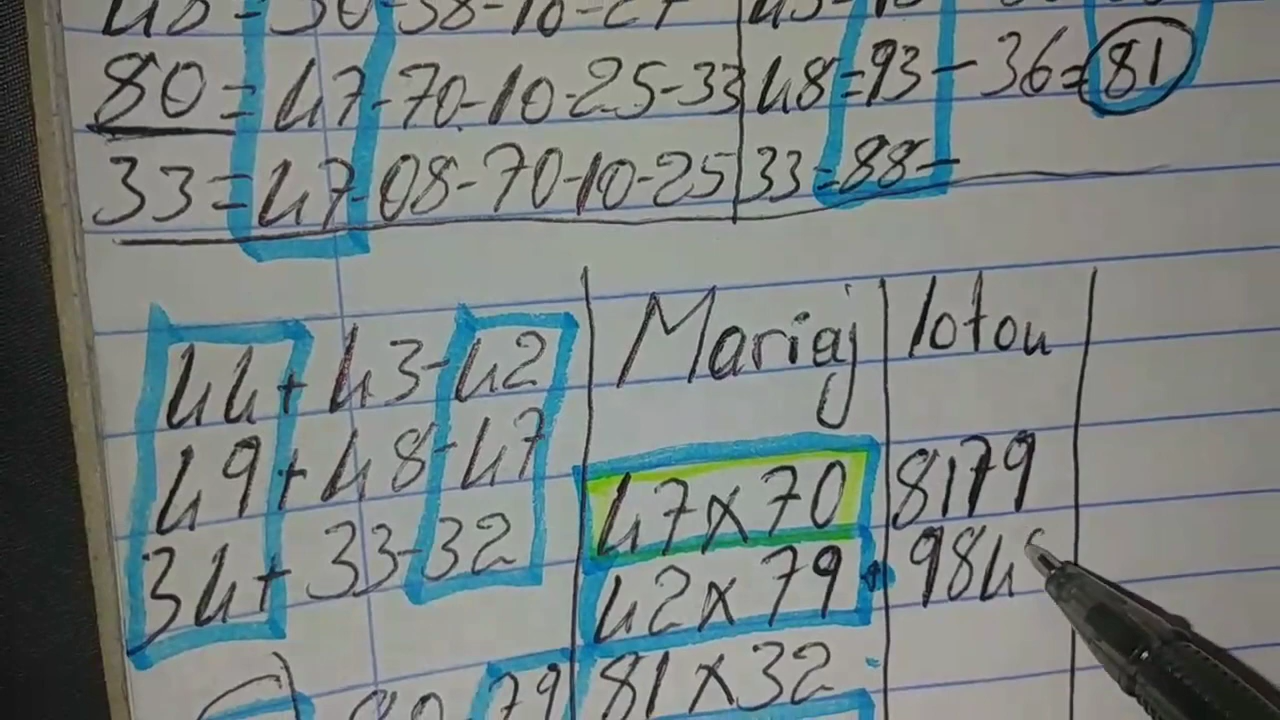 80=47-70-10-25-33
48=93-36=81
33=47-08-70-10-25
33=88-
44+43-42
49+48-47
34+33-32
Mariaj
lotou
47x70
8179
42x79
984
81x32
79